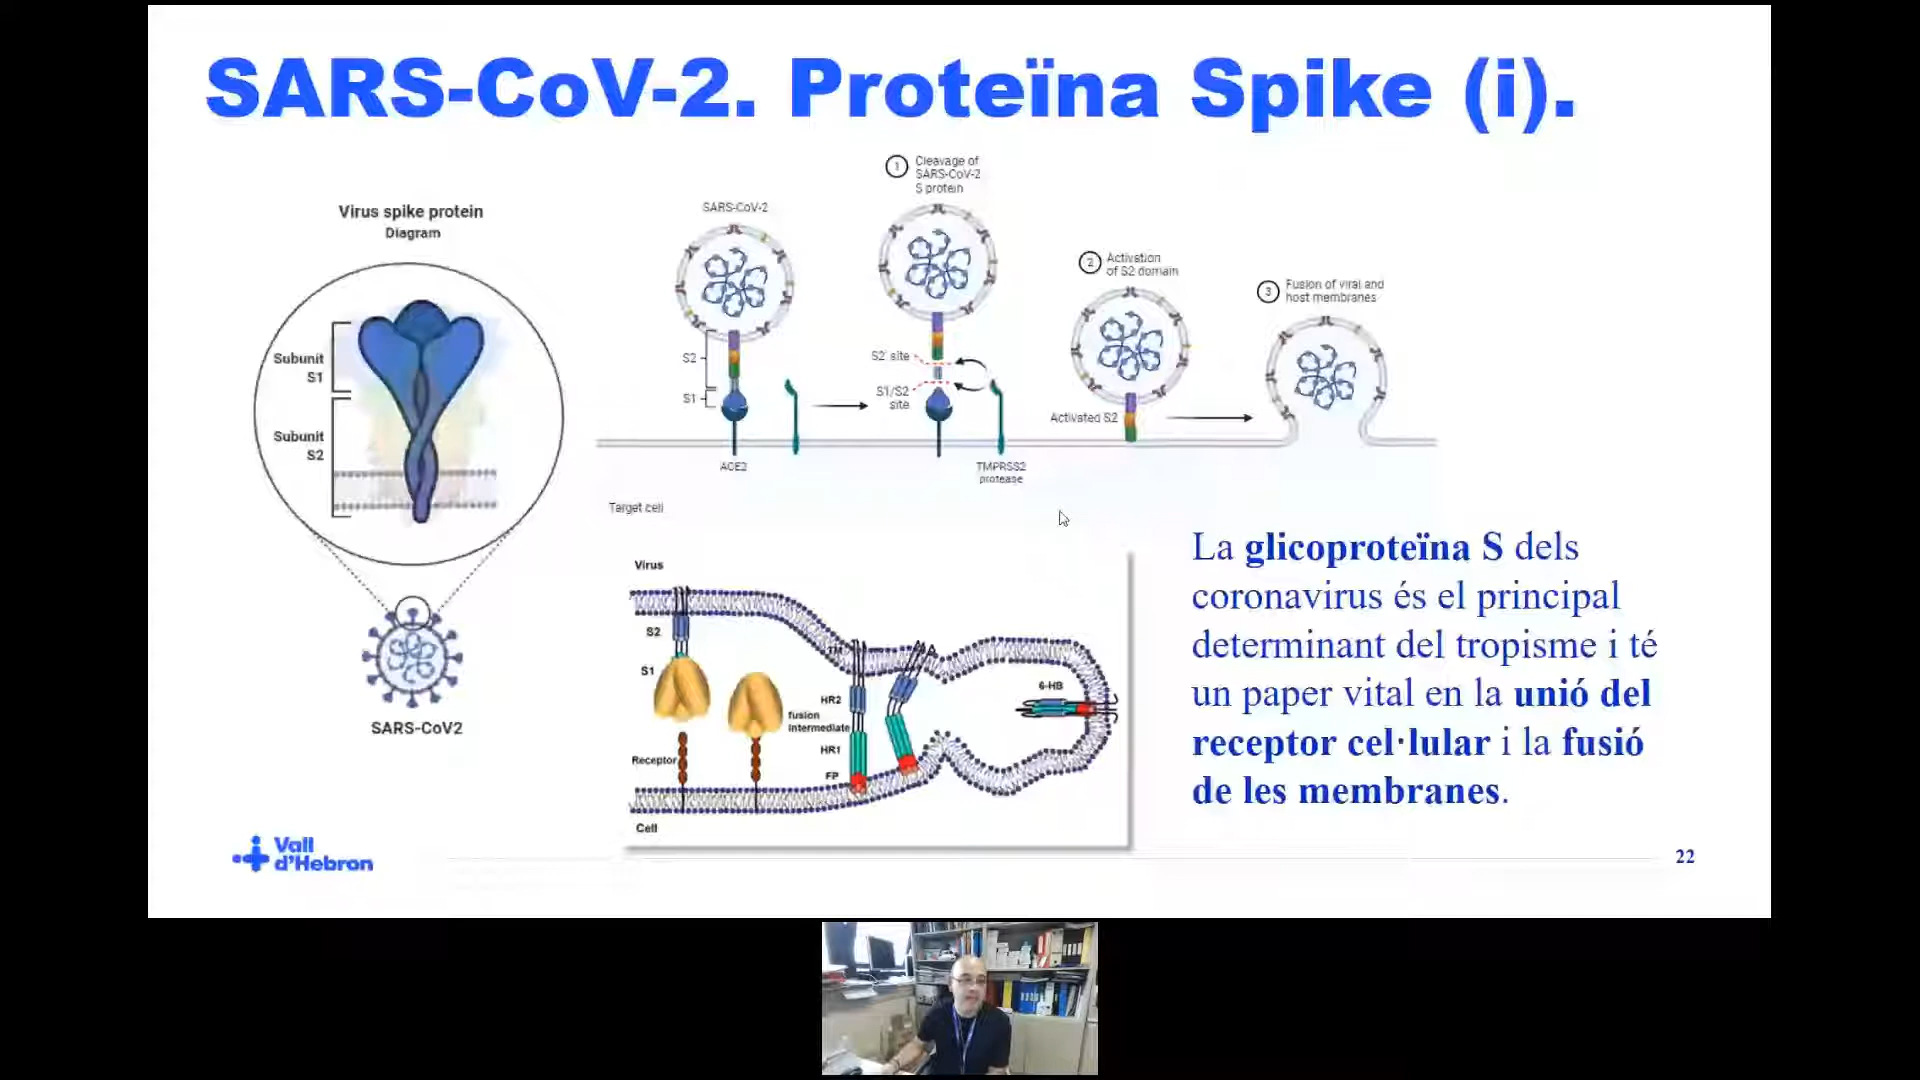 SARS-CoV-2. Proteïna Spike (i).
Virus spike protein
Diagram
Subunit
S1
Subunit
S2
SARS-CoV2
SARS-CoV-2
S2
S1
ACE2
Target cell
1
Cleavage of
SARS-CoV-2
S protein
S2' site
S1/S2
site
TMPRSS2
protease
2
Activation
of S2 domain
Activated S2
3
Fusion of viral and
host membranes
Virus
S2
S1
Receptor
Cell
TM
HR2
fusion
intermediate
HR1
FP
6-HB
La glicoproteïna S dels
coronavirus és el principal
determinant del tropisme i té
un paper vital en la unió del
receptor cel·lular i la fusió
de les membranes.
Vall
d'Hebron
22